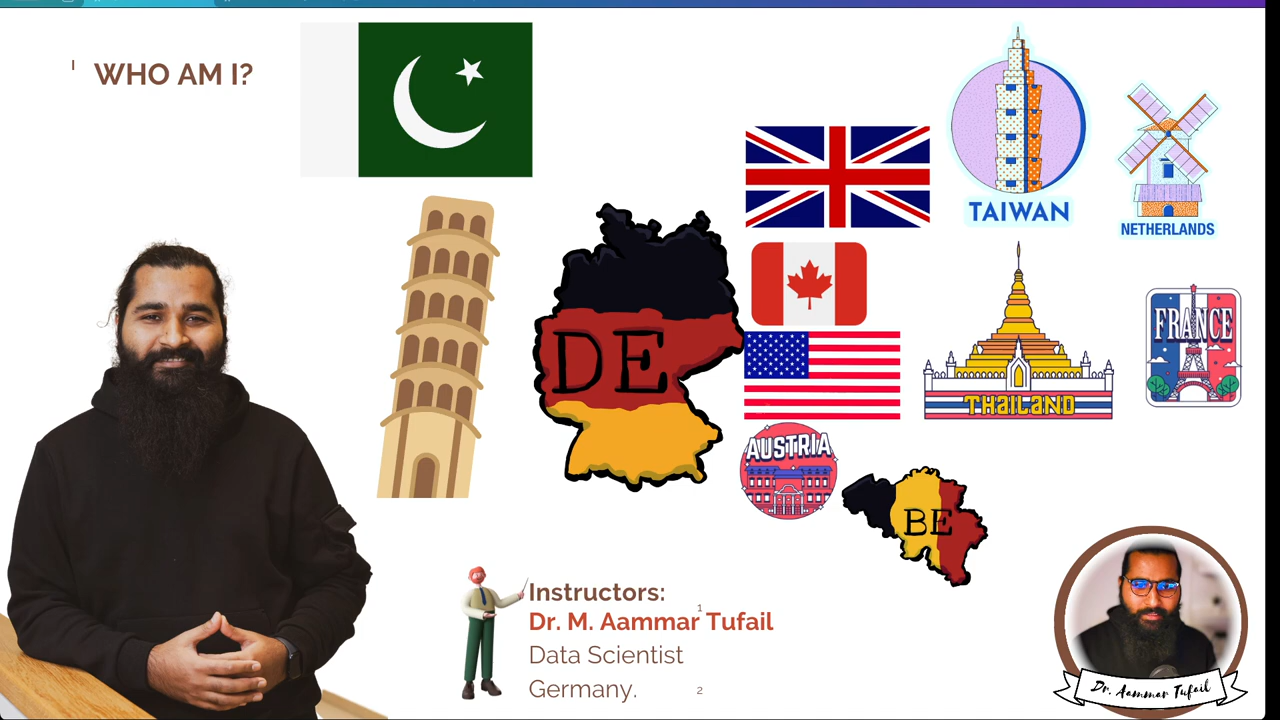 I
WHO AM I?
TAIWAN
NETHERLANDS
DE
FRANCE
THAILAND
AUSTRIA
BE
Instructors:
1
Dr. M. Aammar Tufail
Data Scientist
Germany.
2
Dr. Aammar Tufail